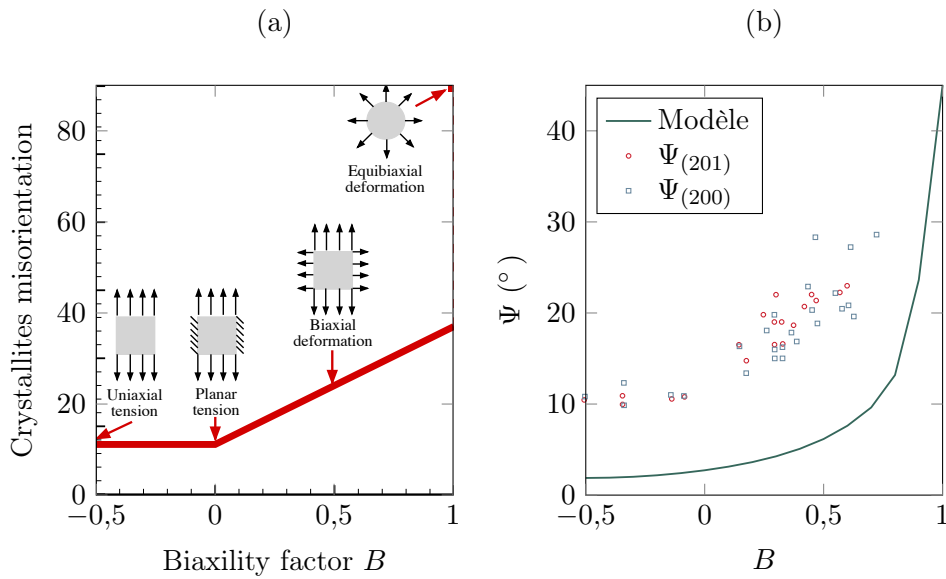 (a)
Crystallites misorientation
80
60
40
20
0
−0,5
0
0,5
1
Biaxility factor B
Equibiaxial
deformation
Biaxial
deformation
Uniaxial
tension
Planar
tension
(b)
Ψ (°)
40
30
20
10
0
−0,5
0
0,5
1
B
Modèle
Ψ(201)
Ψ(200)